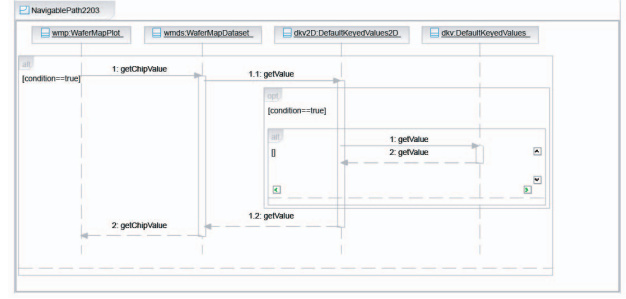 NavigablePath2203
wmp:WaferMapPlot
wmds:WaferMapDataset
dkv2D:DefaultKeyedValues2D
dkv:DefaultKeyedValues
alt
[condition==true]
1: getChipValue
1.1: getValue
opt
[condition==true]
alt
[]
1: getValue
2: getValue
1.2: getValue
2: getChipValue